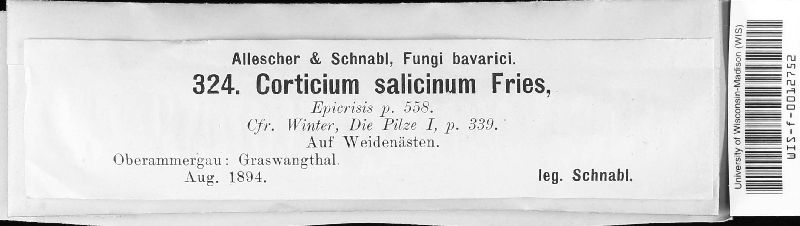 Allescher & Schnabl, Fungi bavarici.
324. Corticium salicinum Fries,
Epicrisis p. 558.
Cfr. Winter, Die Pilze I, p. 339.
Auf Weidenästen.
Oberammergau: Graswangthal.
Aug. 1894. leg. Schnabl.
University of Wisconsin-Madison (WIS)
WIS-f-0012752